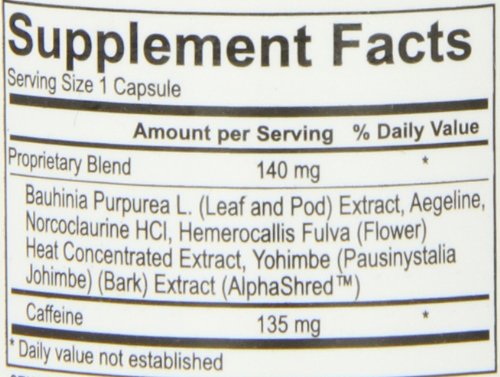 Supplement Facts
Serving Size 1 Capsule
Amount per Serving % Daily Value
Proprietary Blend 140 mg *
Bauhinia Purpurea L. (Leaf and Pod) Extract, Aegeline,
Norcoclaurine HCl, Hemerocallis Fulva (Flower)
Heat Concentrated Extract, Yohimbe (Pausinystalia
Johimbe) (Bark) Extract (AlphaShred™)
Caffeine 135 mg *
* Daily value not established